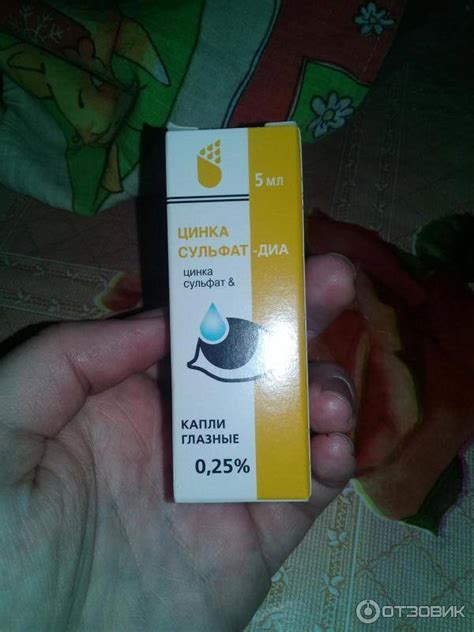 5 мл
ЦИНКА
СУЛЬФАТ-ДИА
цинка
сульфат &
КАПЛИ
ГЛАЗНЫЕ
0,25%
ОТЗОВИК